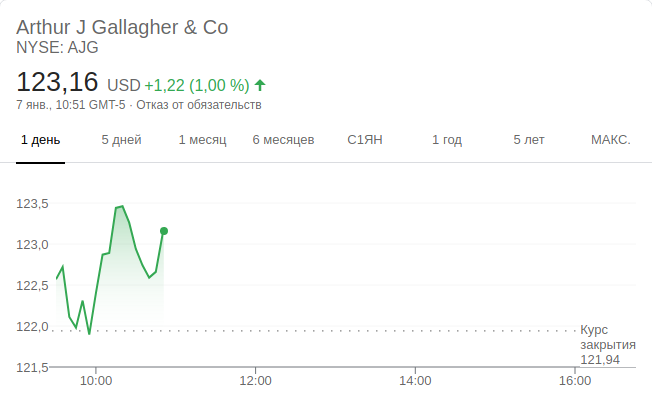 Arthur J Gallagher & Co
NYSE: AJG
123,16 USD +1,22 (1,00 %)
7 янв., 10:51 GMT-5 · Отказ от обязательств
1 день 5 дней 1 месяц 6 месяцев С1ЯН 1 год 5 лет МАКС.
123,5
123,0
122,5
122,0
Курс
закрытия
121,94
121,5
10:00 12:00 14:00 16:00